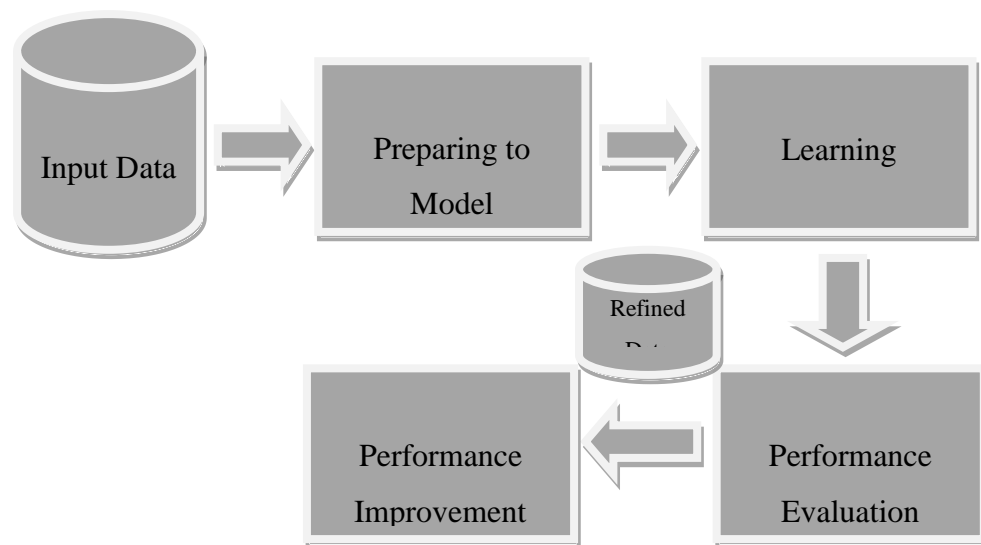 Input Data
Preparing to
Model
Learning
Refined
Performance
Improvement
Performance
Evaluation